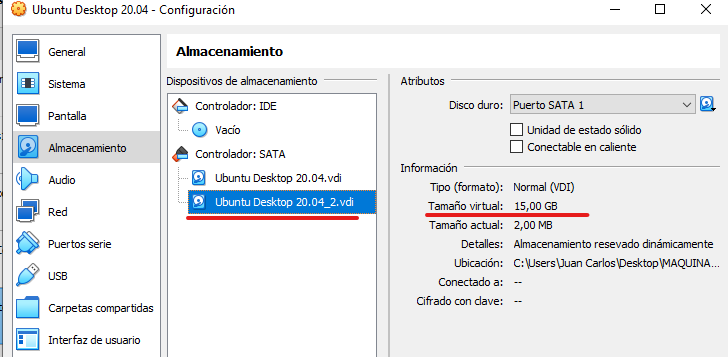 Ubuntu Desktop 20.04 - Configuración
General
Sistema
Pantalla
Almacenamiento
Audio
Red
Puertos serie
USB
Carpetas compartidas
Interfaz de usuario
Almacenamiento
Dispositivos de almacenamiento
Controlador: IDE
Vacío
Controlador: SATA
Ubuntu Desktop 20.04.vdi
Ubuntu Desktop 20.04_2.vdi
Atributos
Disco duro: Puerto SATA 1
Unidad de estado sólido
Conectable en caliente
Información
Tipo (formato): Normal (VDI)
Tamaño virtual: 15,00 GB
Tamaño actual: 2,00 MB
Detalles: Almacenamiento resevado dinámicamente
Ubicación: C:\Users\Juan Carlos\Desktop\MAQUINA...
Conectado a: --
Cifrado con clave: --